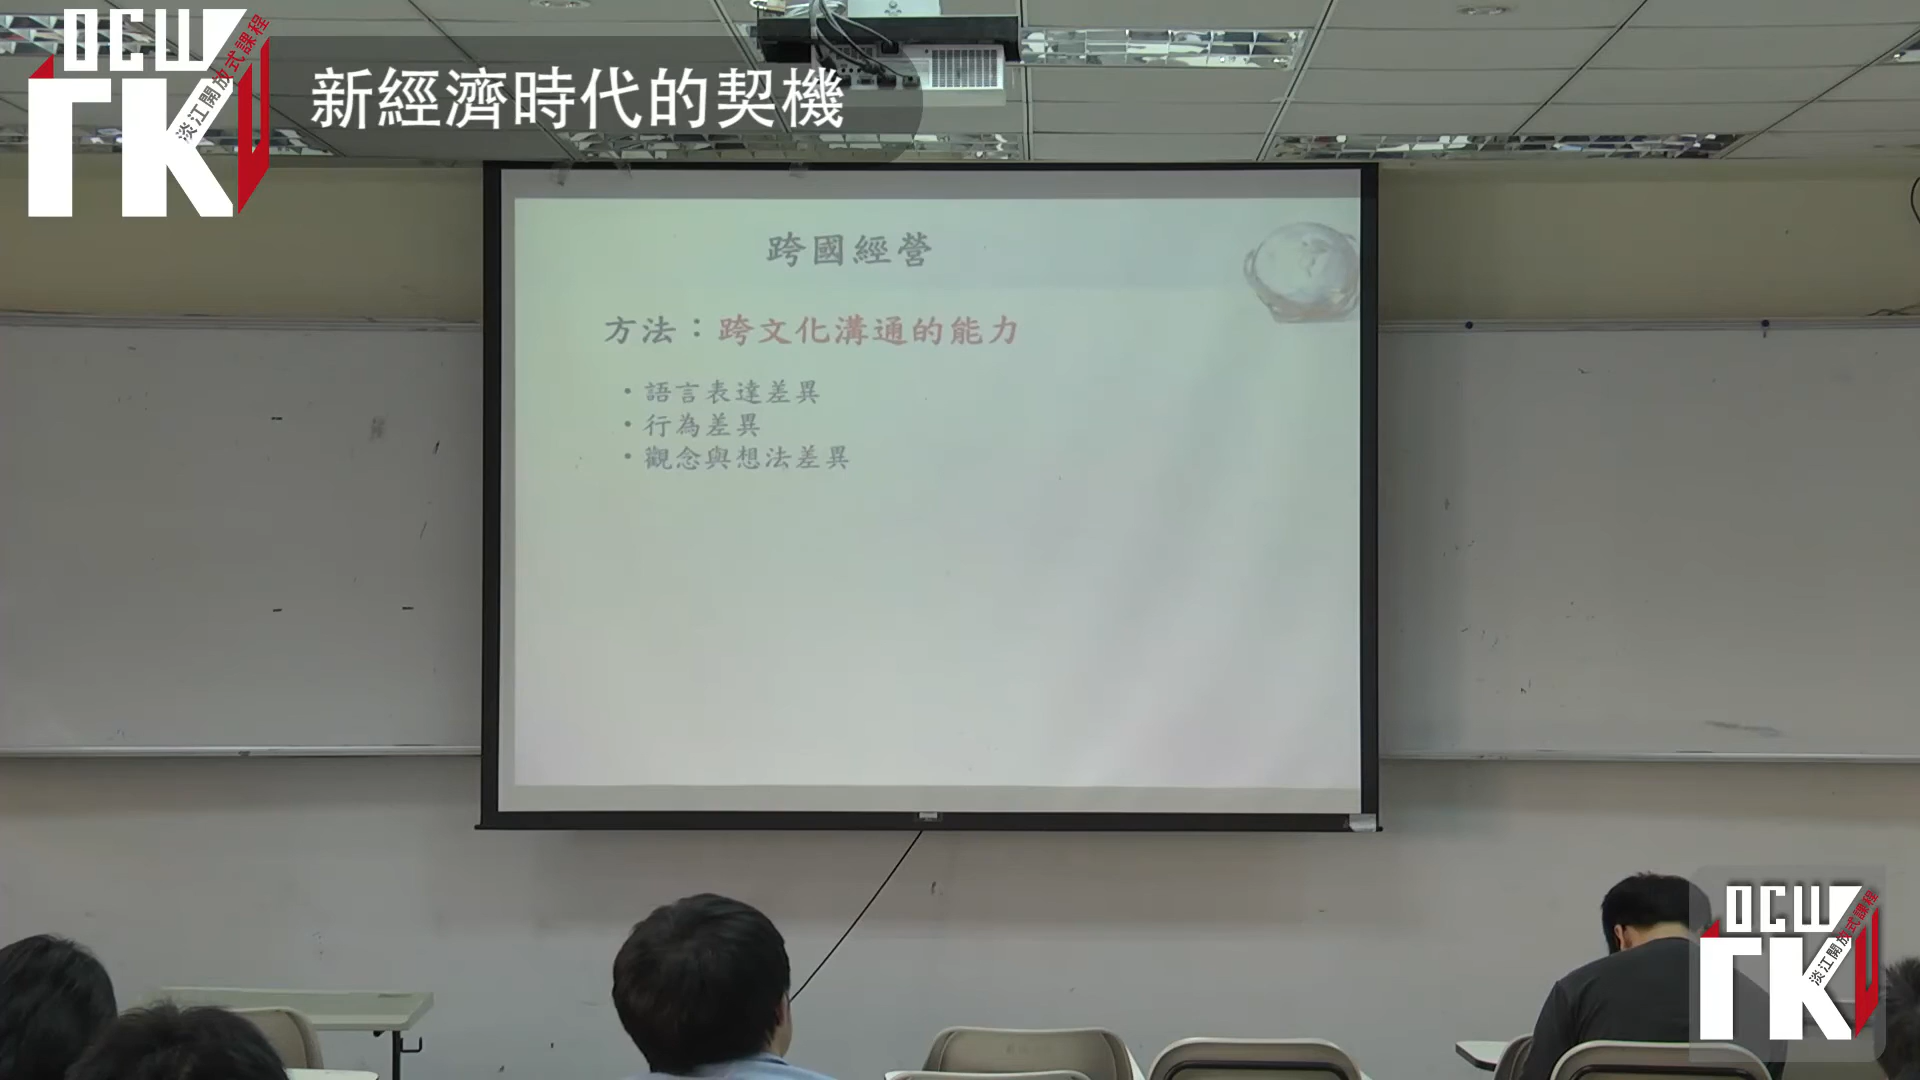 OCW
TKU
淡江開放式課程
新經濟時代的契機
跨國經營
方法：跨文化溝通的能力
• 語言表達差異
• 行為差異
• 觀念與想法差異
OCW
TKU
淡江開放式課程